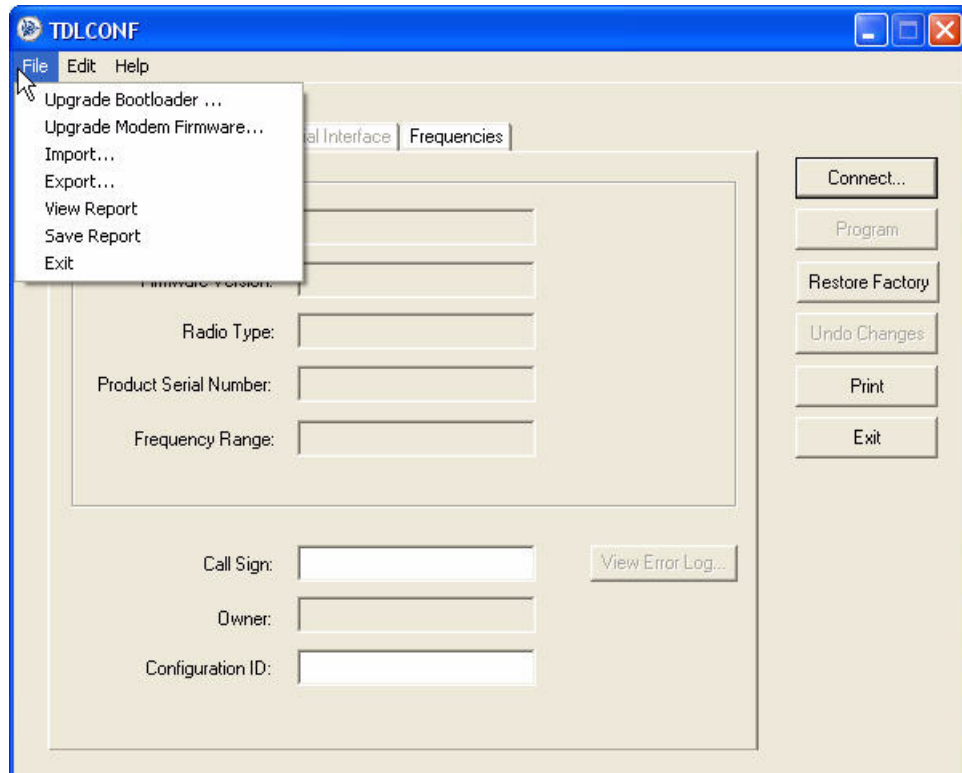 TDLCONF
File Edit Help
Upgrade Bootloader ...
Upgrade Modem Firmware...
Import...
Export...
View Report
Save Report
Exit
Interface
Frequencies
Connect...
Program
Restore Factory
Undo Changes
Print
Exit
Firmware Version:
Radio Type:
Product Serial Number:
Frequency Range:
Call Sign:
View Error Log...
Owner:
Configuration ID: